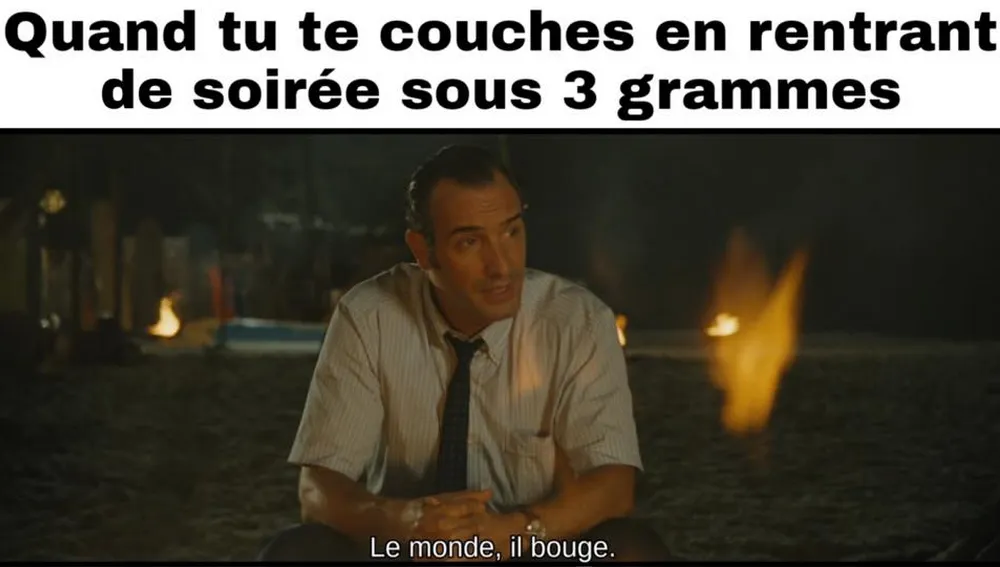 Quand tu te couches en rentrant
de soirée sous 3 grammes
Le monde, il bouge.